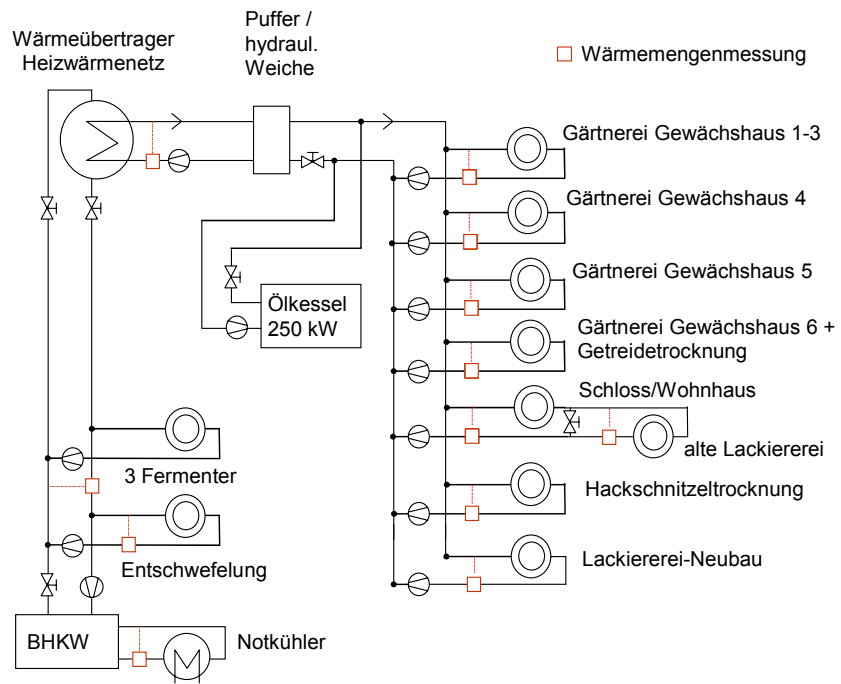 Puffer /
hydraul.
Weiche
Wärmeübertrager
Heizwärmenetz
Wärmemengenmessung
Gärtnerei Gewächshaus 1-3
Gärtnerei Gewächshaus 4
Gärtnerei Gewächshaus 5
Ölkessel
250 kW
Gärtnerei Gewächshaus 6 +
Getreidetrocknung
Schloss/Wohnhaus
alte Lackiererei
3 Fermenter
Hackschnitzeltrocknung
Entschwefelung
Lackiererei-Neubau
BHKW
Notkühler